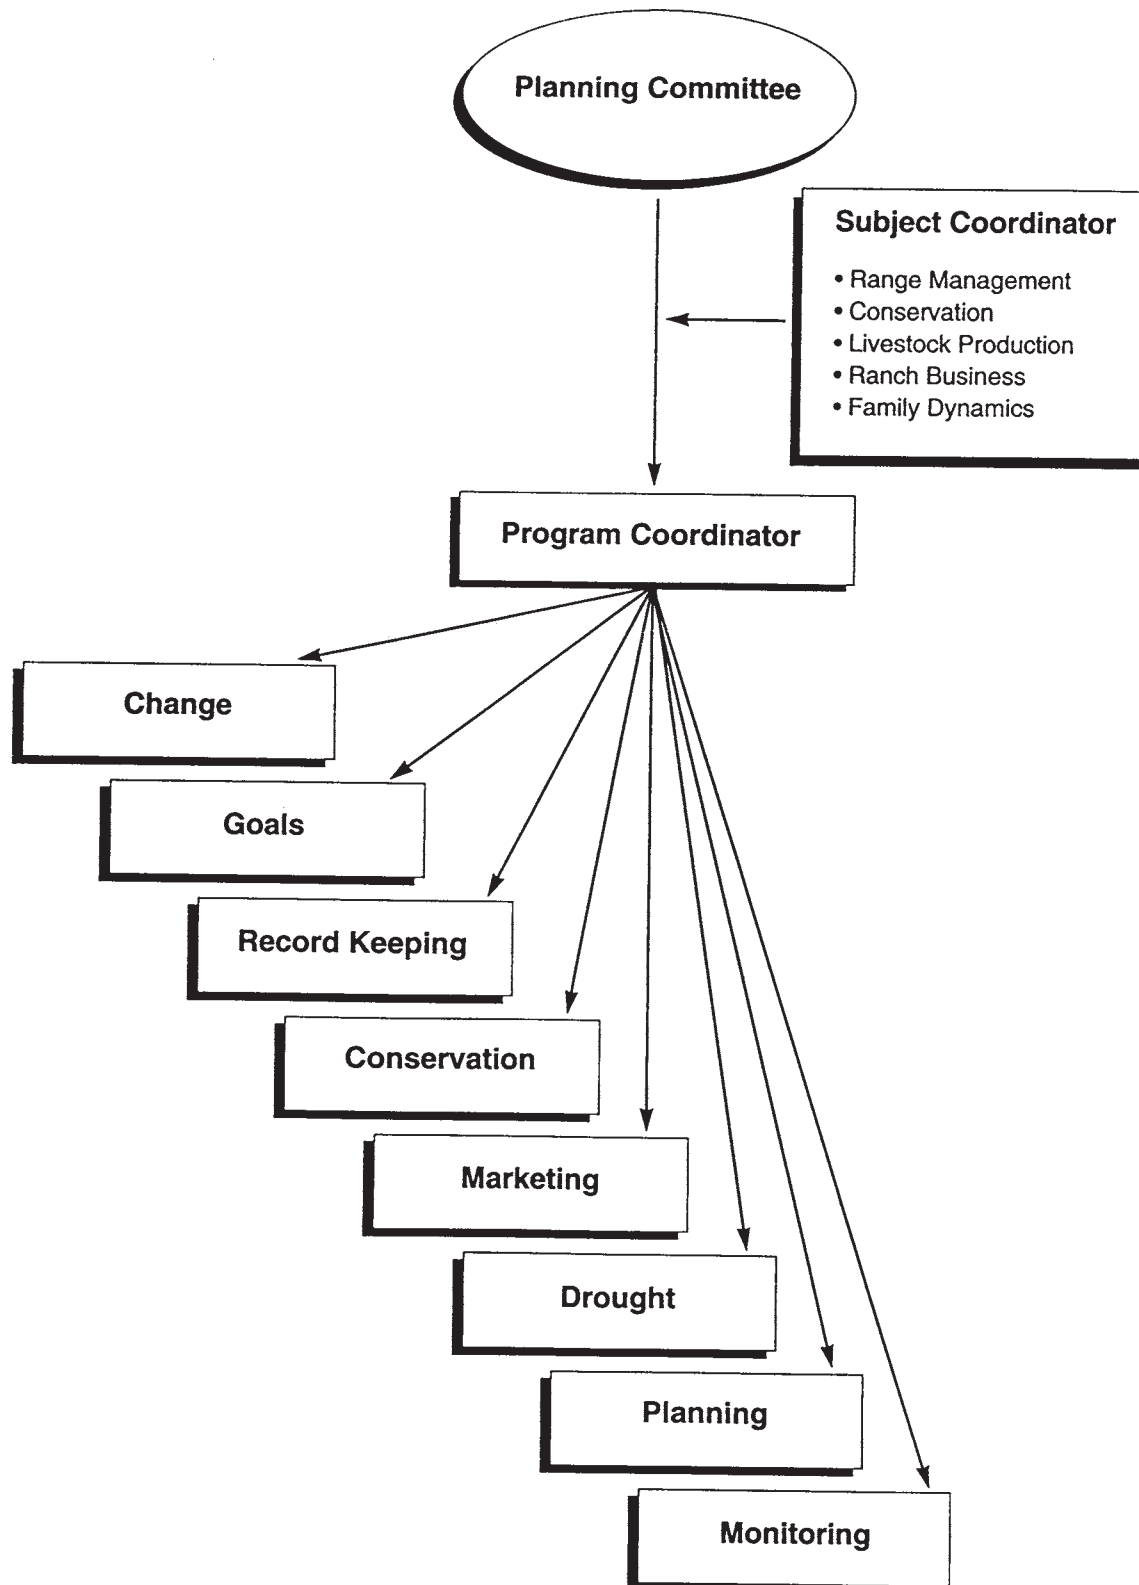 Planning Committee
Subject Coordinator
• Range Management
• Conservation
• Livestock Production
• Ranch Business
• Family Dynamics
Program Coordinator
Change
Goals
Record Keeping
Conservation
Marketing
Drought
Planning
Monitoring